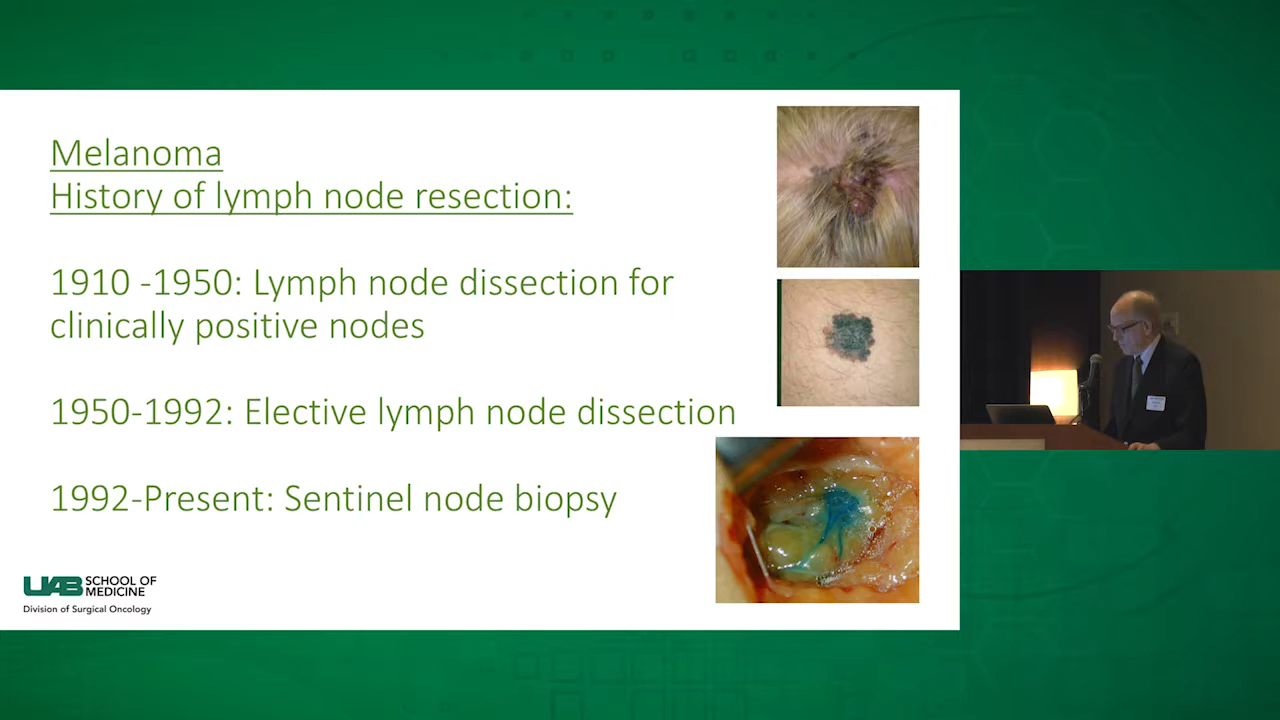 Melanoma
History of lymph node resection:
1910 -1950: Lymph node dissection for
clinically positive nodes
1950-1992: Elective lymph node dissection
1992-Present: Sentinel node biopsy
UAB SCHOOL OF
MEDICINE
Division of Surgical Oncology